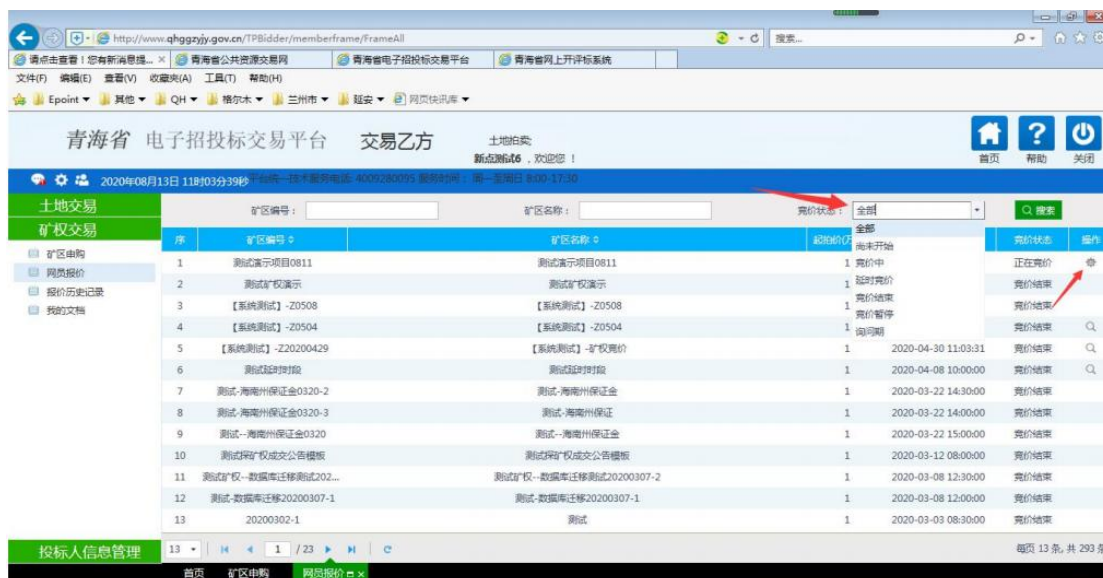 http://www.qhggzyjy.gov.cn/TPBidder/memberframe/FrameAll
搜索...
请点击查看！您有新消息提...
青海省公共资源交易网
青海省电子招投标交易平台
青海省网上开评标系统
文件(F) 编辑(E) 查看(V) 收藏夹(A) 工具(T) 帮助(H)
Epoint 其他 QH 格尔木 兰州市 延安 网页快讯库
青海省 电子招投标交易平台 交易乙方
土地拍卖
新点测试6，欢迎您！
首页 帮助 关闭
2020年08月13日 11时03分39秒 平台统一技术服务电话: 4009280095 服务时间：周一至周日 8:00-17:30
土地交易
矿权交易
矿区申购
网员报价
报价历史记录
我的文档
投标人信息管理
矿区编号： 矿区名称： 竞价状态： 全部 搜索
全部
尚未开始
竞价中
延时竞价
竞价结束
竞价暂停
询问期
序 矿区编号 矿区名称 起拍价(万 竞价状态 操作
1 测试演示项目0811 测试演示项目0811 1 正在竞价
2 测试矿权演示 测试矿权演示 1 竞价结束
3 【系统测试】-Z0508 【系统测试】-Z0508 1 竞价结束
4 【系统测试】-Z0504 【系统测试】-Z0504 1 竞价结束
5 【系统测试】-Z20200429 【系统测试】-矿权竞价 1 2020-04-30 11:03:31 竞价结束
6 测试延时时段 测试延时时段 1 2020-04-08 10:00:00 竞价结束
7 测试-海南州保证金0320-2 测试-海南州保证金 1 2020-03-22 14:30:00 竞价结束
8 测试-海南州保证金0320-3 测试-海南州保证 1 2020-03-22 14:00:00 竞价结束
9 测试--海南州保证金0320 测试--海南州保证金 1 2020-03-22 15:00:00 竞价结束
10 测试探矿权成交公告模板 测试探矿权成交公告模板 1 2020-03-12 08:00:00 竞价结束
11 测试矿权--数据库迁移测试202... 测试矿权--数据库迁移测试20200307-2 1 2020-03-08 12:30:00 竞价结束
12 测试-数据库迁移20200307-1 测试-数据库迁移20200307-1 1 2020-03-08 12:00:00 竞价结束
13 20200302-1 测试 1 2020-03-03 08:30:00 竞价结束
13 1 /23 每页 13 条, 共 293 条
首页 矿区申购 网员报价